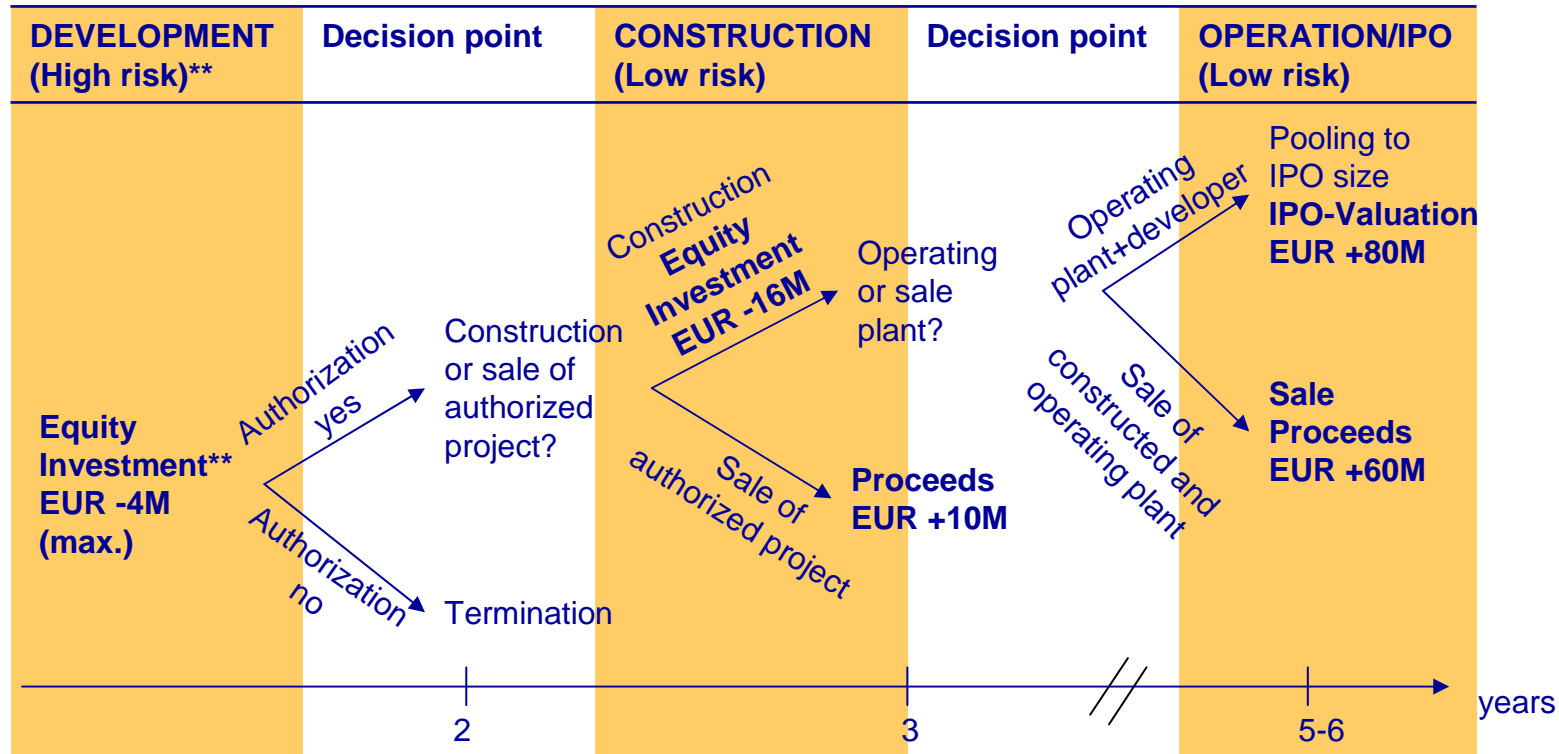 DEVELOPMENT
(High risk)**
Decision point
CONSTRUCTION
(Low risk)
Decision point
OPERATION/IPO
(Low risk)
Equity
Investment**
EUR -4M
(max.)
Authorization
yes
Authorization
no
Construction
or sale of
authorized
project?
Termination
Construction
Equity
Investment
EUR -16M
Sale of
authorized project
Operating
or sale
plant?
Proceeds
EUR +10M
Operating
plant+developer
Sale of
constructed and
operating plant
Pooling to
IPO size
IPO-Valuation
EUR +80M
Sale
Proceeds
EUR +60M
2
3
5-6
years